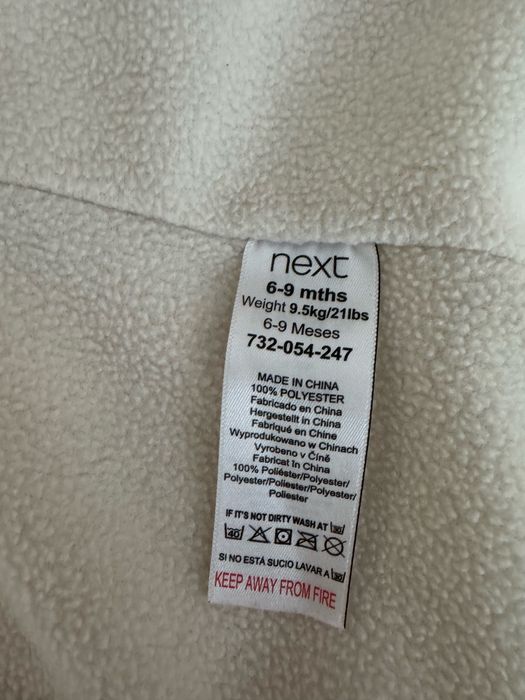 next
6-9 mths
Weight 9.5kg/21lbs
6-9 Meses
732-054-247
MADE IN CHINA
100% POLYESTER
Fabricado en China
Hergestellt in China
Fabriqué en Chine
Wyprodukowano w Chinach
Vyrobeno v Číně
Fabricat în China
100% Poliéster/Polyester/
Polyester/Poliester/Polyester/
Poliester
IF IT'S NOT DIRTY WASH AT 30
40
SI NO ESTÁ SUCIO LAVAR A 30
KEEP AWAY FROM FIRE